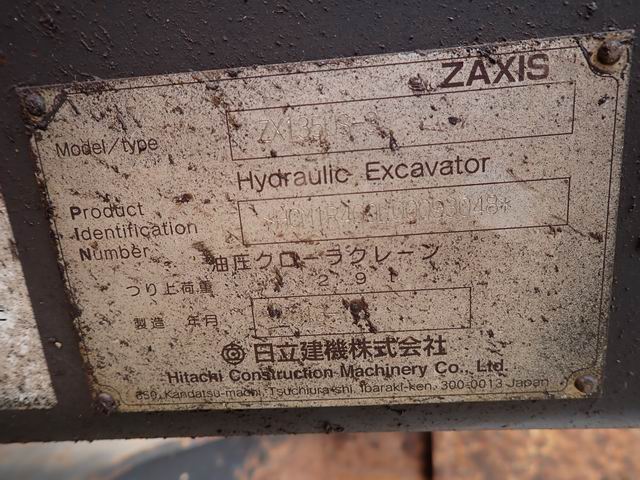 ZAXIS
Model/type
Hydraulic Excavator
Product
Identification
Number
油圧クローラクレーン
つり上荷重 2.9t
製造 年月
日立建機株式会社
Hitachi Construction Machinery Co., Ltd.
650, Kandatsu-machi, Tsuchiura-shi, Ibaraki-ken, 300-0013 Japan